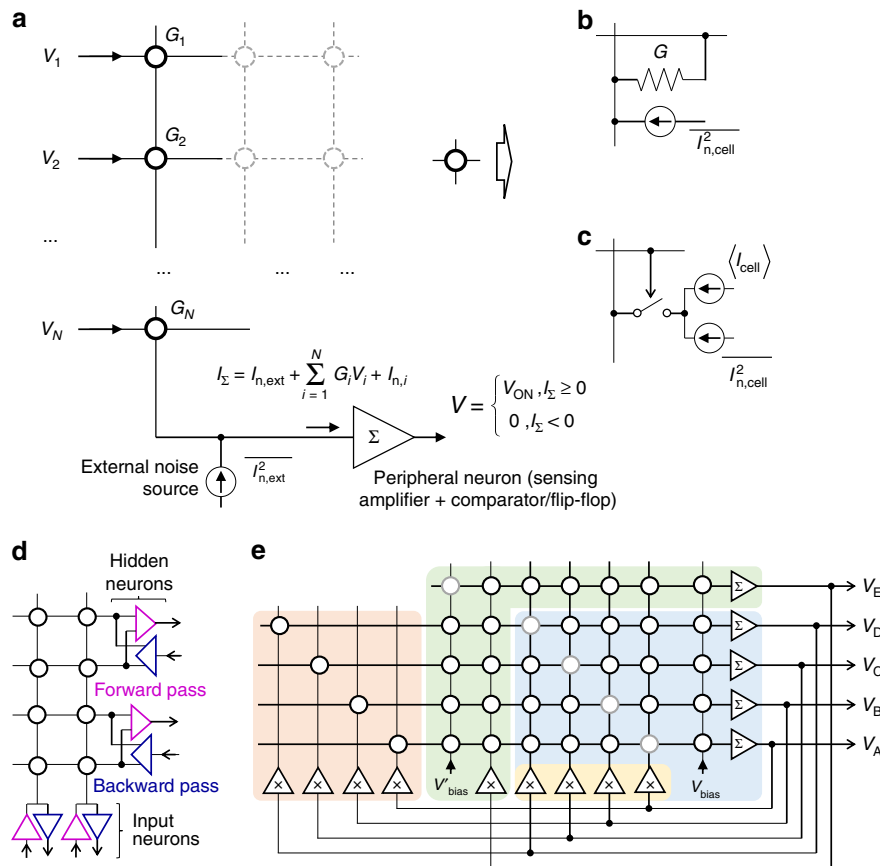 a
V1
G1
V2
G2
...
... ... ...
VN
GN
IΣ = In,ext + Σ(i = 1 to N) GiVi + In,i
V = { VON , IΣ ≥ 0
0 , IΣ < 0
Σ
External noise
source
I²n,ext
Peripheral neuron (sensing
amplifier + comparator/flip-flop)
b
G
I²n,cell
c
⟨Icell⟩
I²n,cell
d
Hidden
neurons
Forward pass
Backward pass
Input
neurons
e
Σ VE
Σ VD
Σ VC
Σ VB
Σ VA
× × × × V'bias × × × × × Vbias